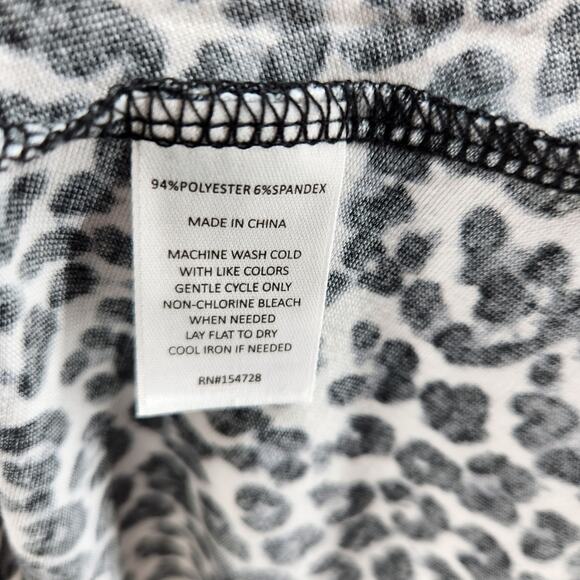 94%POLYESTER 6%SPANDEX
MADE IN CHINA
MACHINE WASH COLD
WITH LIKE COLORS
GENTLE CYCLE ONLY
NON-CHLORINE BLEACH
WHEN NEEDED
LAY FLAT TO DRY
COOL IRON IF NEEDED
RN#154728